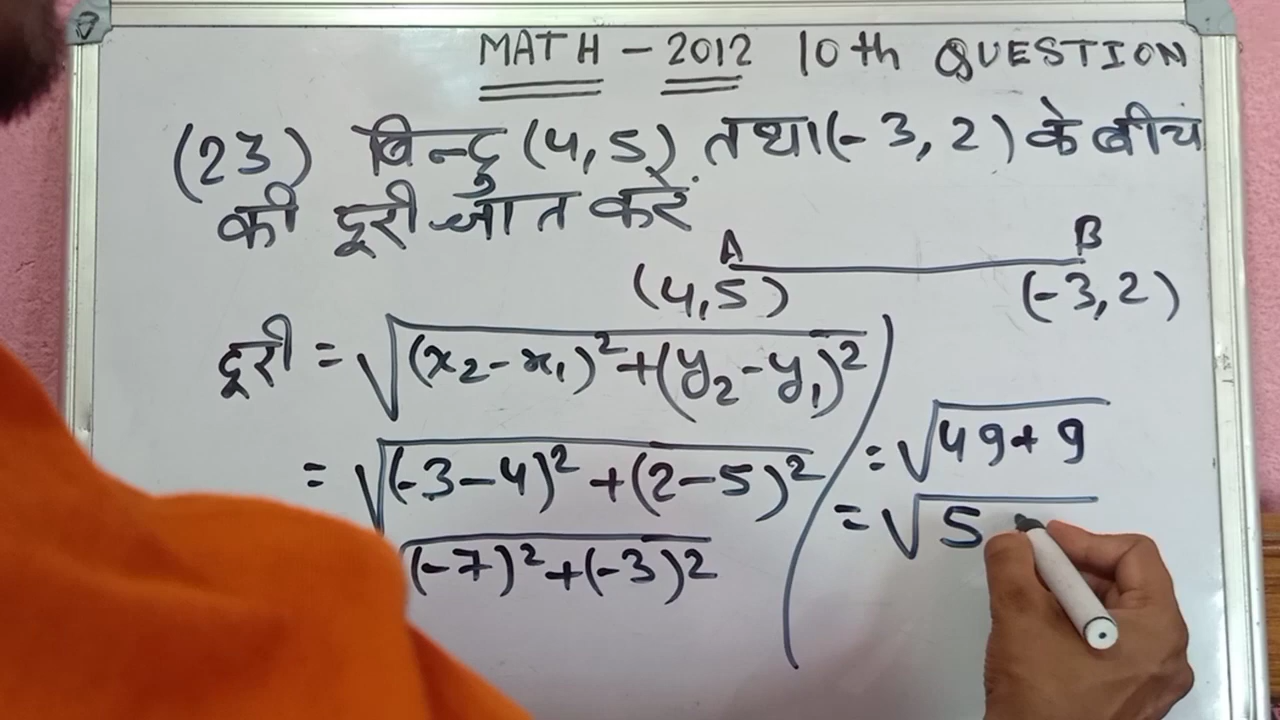 MATH - 2012 10th QUESTION
(23) बिन्दु (4,5) तथा (-3, 2) के बीच
की दूरी ज्ञात करें
A B
(4,5) (-3,2)
दूरी = √(x₂-x₁)²+(y₂-y₁)²
= √(-3-4)² +(2-5)²
(-7)²+(-3)²
= √49+9
= √5